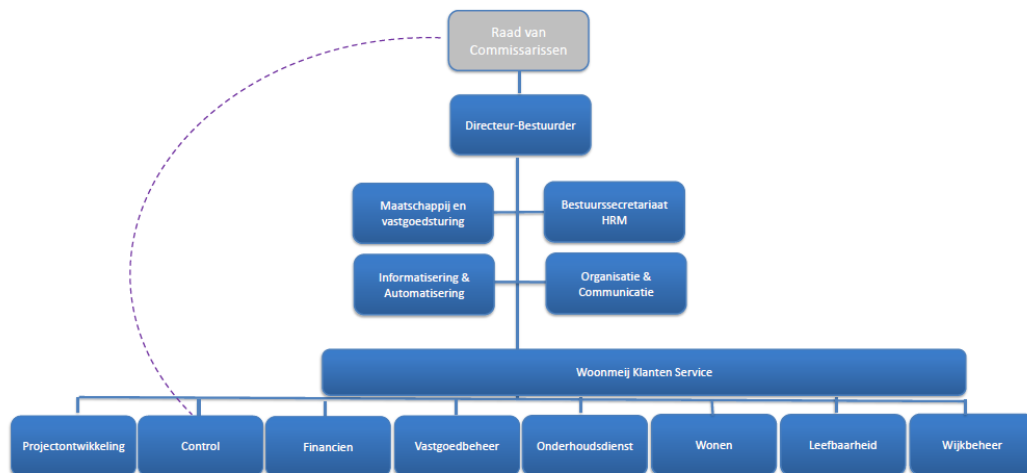 Raad van
Commissarissen
Directeur-Bestuurder
Maatschappij en
vastgoedsturing
Bestuurssecretariaat
HRM
Informatisering &
Automatisering
Organisatie &
Communicatie
Woonmeij Klanten Service
Projectontwikkeling
Control
Financien
Vastgoedbeheer
Onderhoudsdienst
Wonen
Leefbaarheid
Wijkbeheer